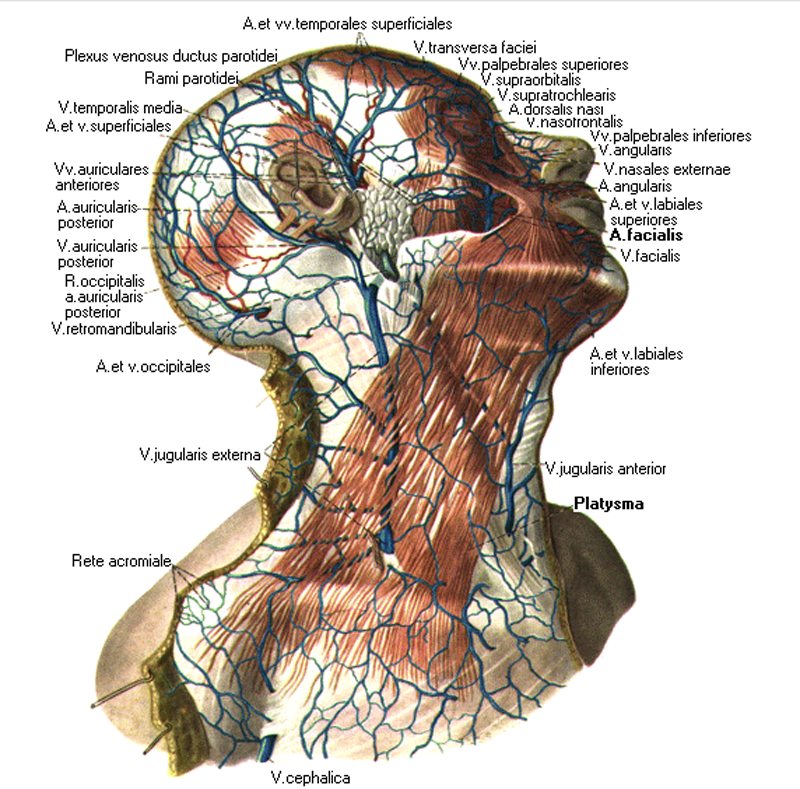 A.et vv.temporales superficiales
Plexus venosus ductus parotidei
Rami parotidei
V.temporalis media
A.et v.superficiales
Vv.auriculares
anteriores
A.auricularis
posterior
V.auricularis
posterior
R.occipitalis
a.auricularis
posterior
V.retromandibularis
A.et v.occipitales
V.jugularis externa
Rete acromiale
V.transversa faciei
Vv.palpebrales superiores
V.supraorbitalis
V.supratrochlearis
A.dorsalis nasi
V.nasofrontalis
Vv.palpebrales inferiores
V.angularis
V.nasales externae
A.angularis
A.et v.labiales
superiores
A.facialis
V.facialis
A.et v.labiales
inferiores
V.jugularis anterior
Platysma
V.cephalica